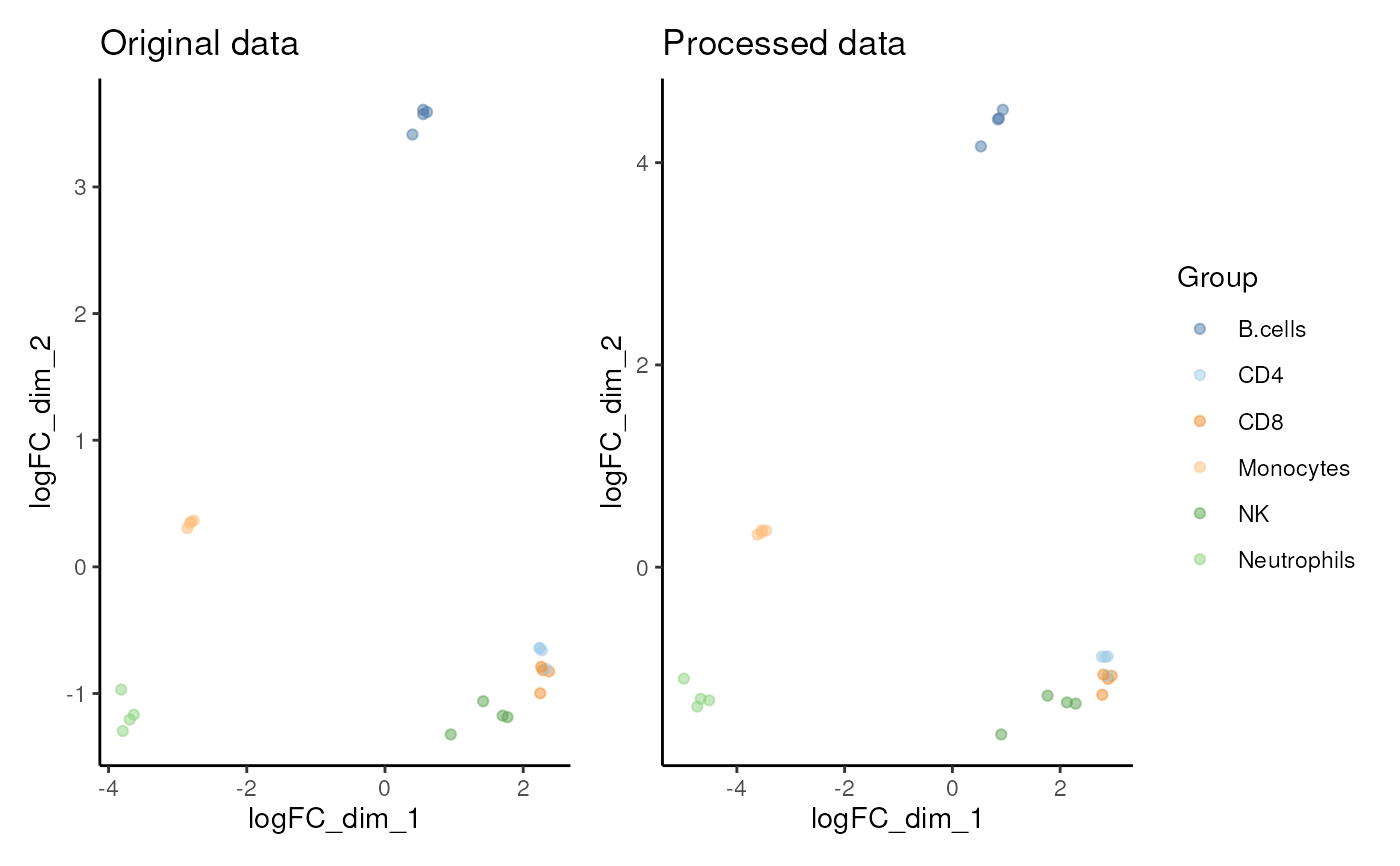 Original data
Processed data
3
2
1
0
-1
logFC_dim_2
-4
-2
0
2
logFC_dim_1
4
2
0
logFC_dim_2
-4
-2
0
2
logFC_dim_1
Group
B.cells
CD4
CD8
Monocytes
NK
Neutrophils